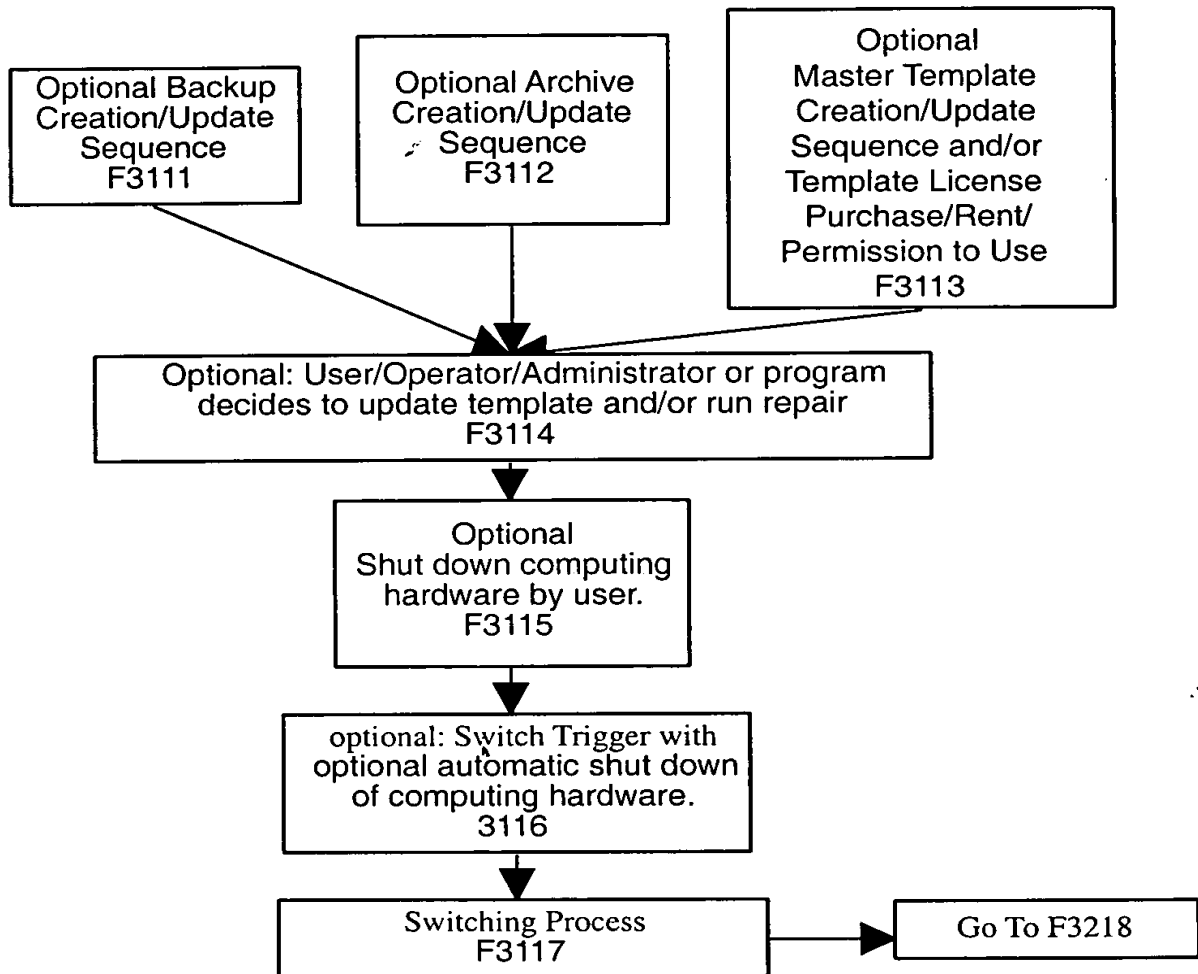 Optional Backup
Creation/Update
Sequence
F3111
Optional Archive
Creation/Update
Sequence
F3112
Optional
Master Template
Creation/Update
Sequence and/or
Template License
Purchase/Rent/
Permission to Use
F3113
Optional: User/Operator/Administrator or program
decides to update template and/or run repair
F3114
Optional
Shut down computing
hardware by user.
F3115
optional: Switch Trigger with
optional automatic shut down
of computing hardware.
3116
Switching Process
F3117
Go To F3218